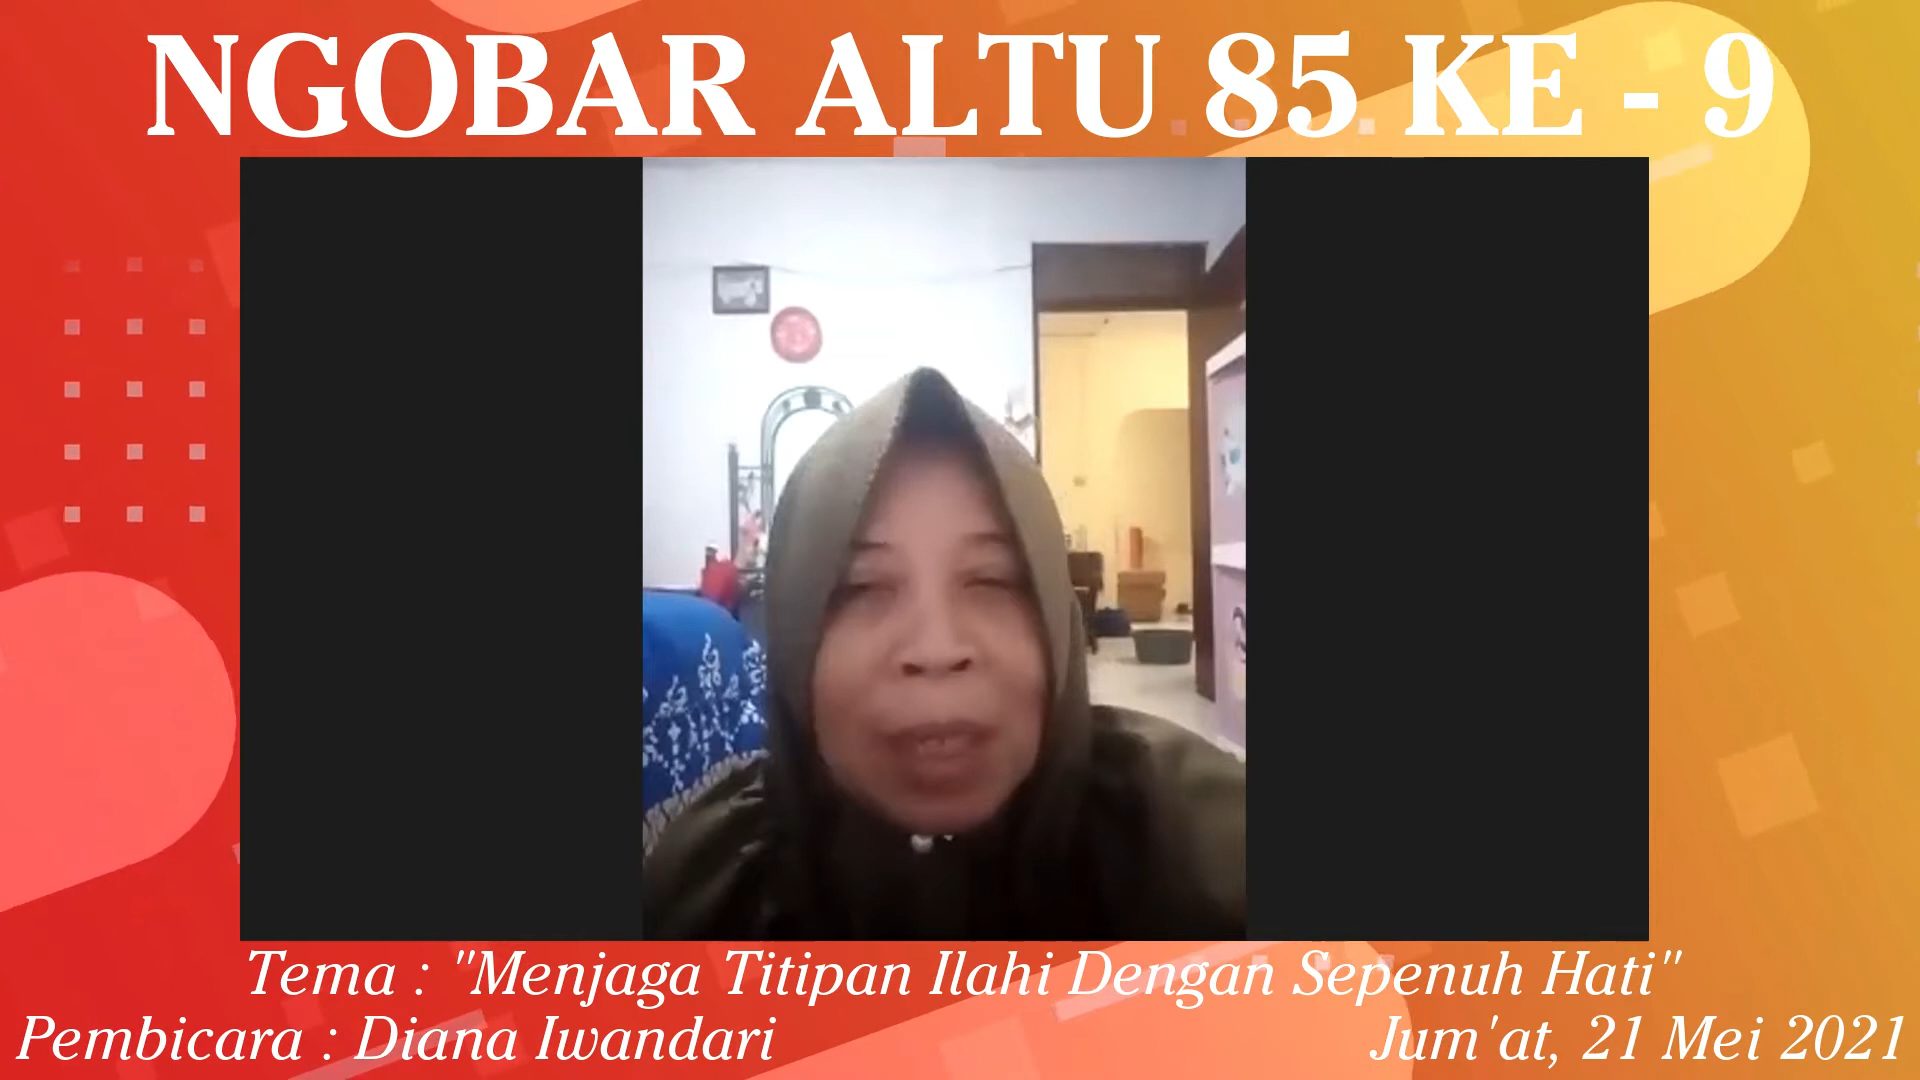 NGOBAR ALTU 85 KE - 9
Tema : "Menjaga Titipan Ilahi Dengan Sepenuh Hati"
Pembicara : Diana Iwandari
Jum'at, 21 Mei 2021